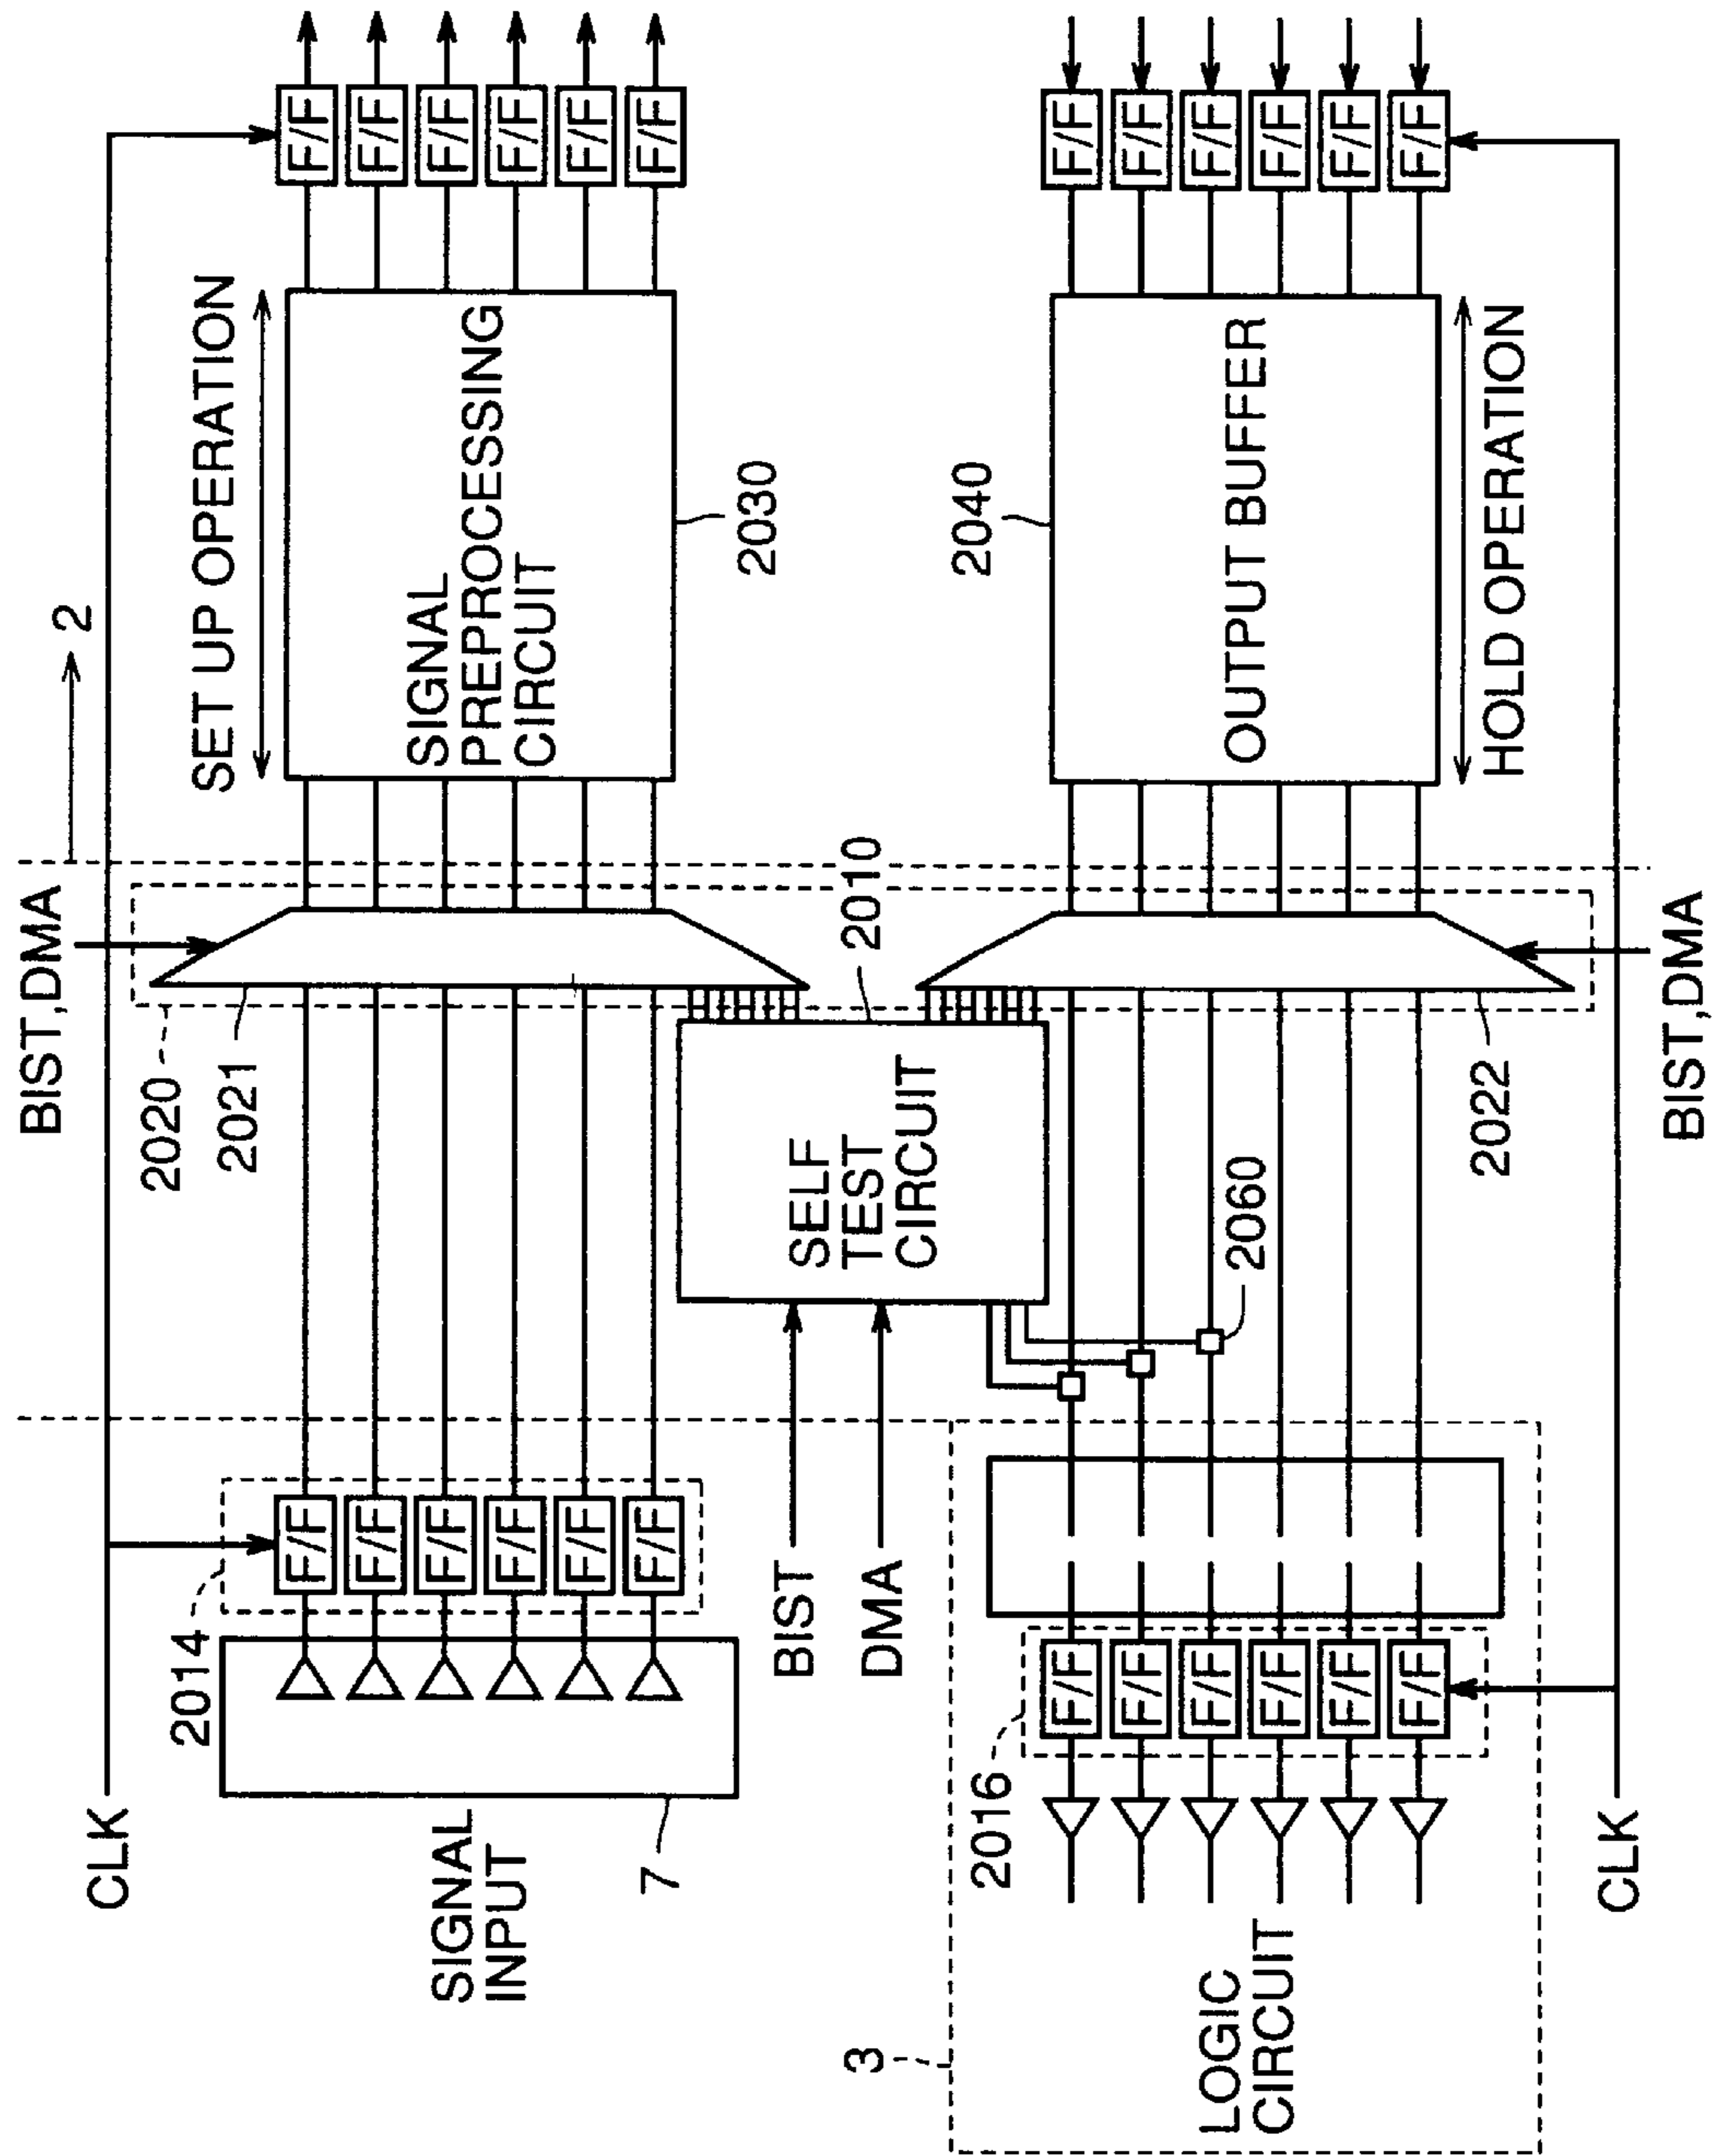 BIST,DMA
2
SET UP OPERATION
CLK
2020
2021
2014
F/F
F/F
F/F
F/F
F/F
F/F
F/F
F/F
F/F
F/F
F/F
F/F
SIGNAL
INPUT
7
SIGNAL
PREPROCESSING
CIRCUIT
2030
BIST
DMA
SELF
TEST
CIRCUIT
2010
2060
2040
OUTPUT BUFFER
HOLD OPERATION
3
2016
LOGIC
CIRCUIT
F/F
F/F
F/F
F/F
F/F
F/F
F/F
F/F
F/F
F/F
F/F
F/F
2022
CLK
BIST,DMA